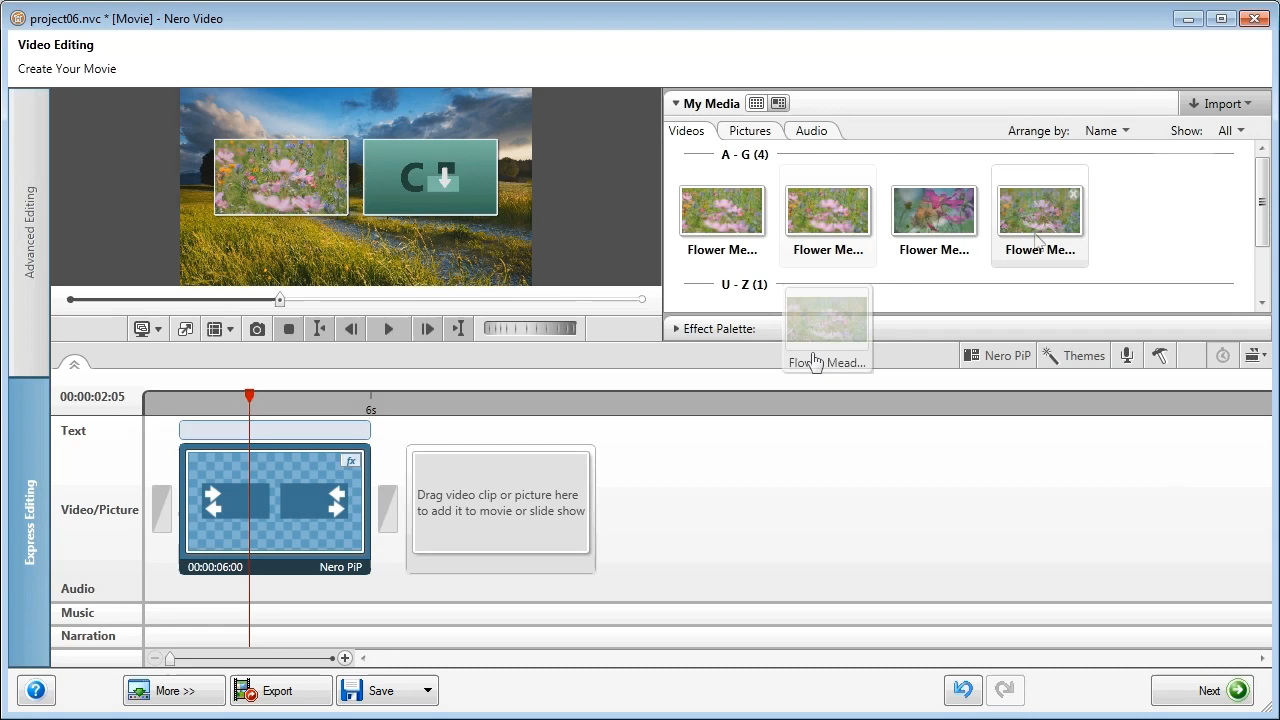 project06.nvc * [Movie] - Nero Video
Video Editing
Create Your Movie
Advanced Editing
Express Editing
My Media
Import
Videos
Pictures
Audio
Arrange by:
Name
Show:
All
A - G (4)
Flower Me...
Flower Me...
Flower Me...
Flower Me...
U - Z (1)
Effect Palette:
Flower Mead...
Nero PiP
Themes
00:00:02:05
6s
Text
Video/Picture
fx
00:00:06:00
Nero PiP
Drag video clip or picture here
to add it to movie or slide show
Audio
Music
Narration
?
More >>
Export
Save
Next